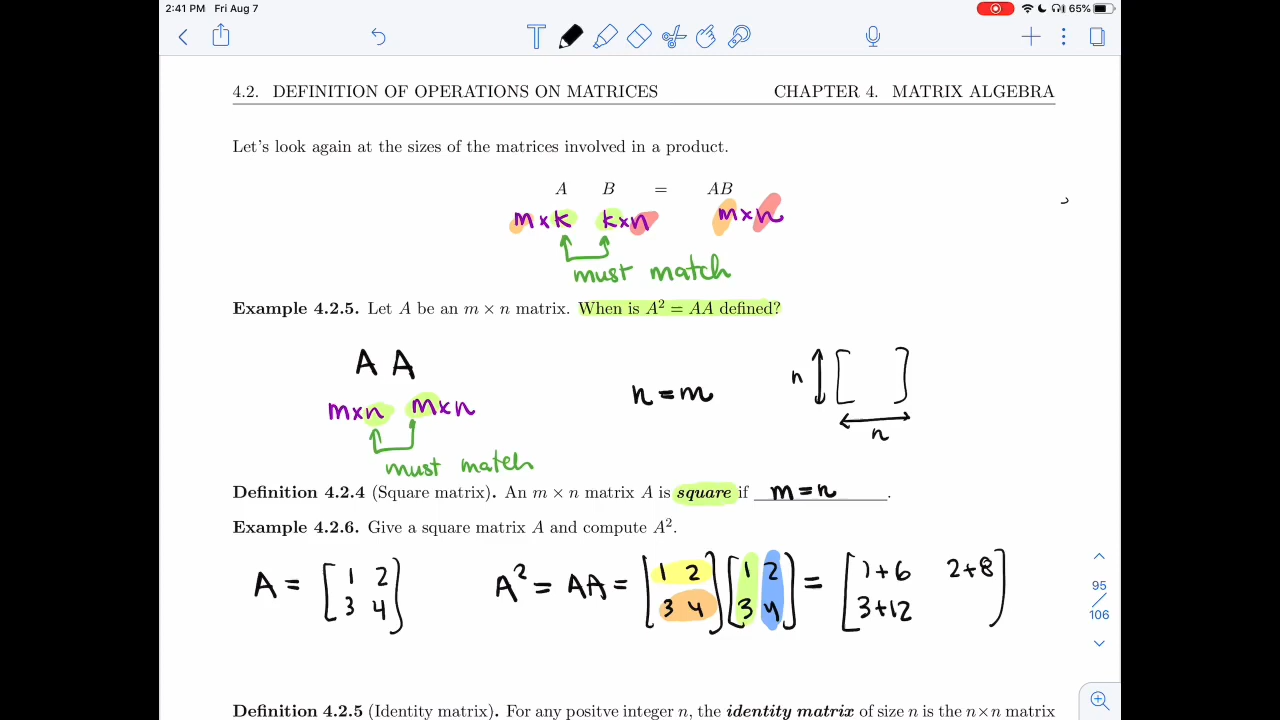 2:41 PM Fri Aug 7 65%
4.2. DEFINITION OF OPERATIONS ON MATRICES CHAPTER 4. MATRIX ALGEBRA
Let's look again at the sizes of the matrices involved in a product.
A B = AB
m×k k×n m×n
must match
Example 4.2.5. Let A be an m × n matrix. When is A² = AA defined?
A A
n = m
n
m×n m×n
n
must match
Definition 4.2.4 (Square matrix). An m × n matrix A is square if m = n.
Example 4.2.6. Give a square matrix A and compute A².
A = [1 2 A² = AA = [1 2] [1 2] = [1+6 2+8]
3 4] [3 4] [3 4] [3+12 ]
95
106
Definition 4.2.5 (Identity matrix). For any positve integer n, the identity matrix of size n is the n×n matrix